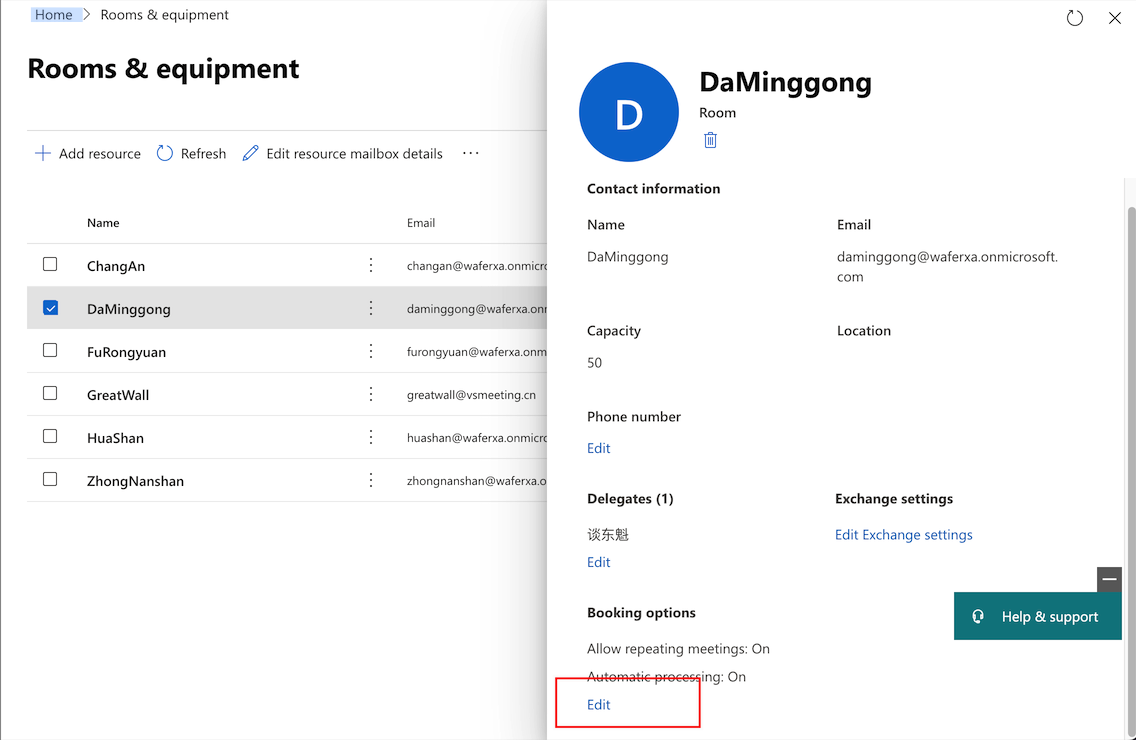 Home > Rooms & equipment
Rooms & equipment
Add resource Refresh Edit resource mailbox details ...
Name Email
ChangAn changan@waferxa.onmicro
DaMinggong daminggong@waferxa.onn
FuRongyuan furongyuan@waferxa.onm
GreatWall greatwall@vsmeeting.cn
HuaShan huashan@waferxa.onmicro
ZhongNanshan zhongnanshan@waferxa.o
D
DaMinggong
Room
Contact information
Name Email
DaMinggong daminggong@waferxa.onmicrosoft.
com
Capacity Location
50
Phone number
Edit
Delegates (1) Exchange settings
谈东魁 Edit Exchange settings
Edit
Booking options
Help & support
Allow repeating meetings: On
Automatic processing: On
Edit